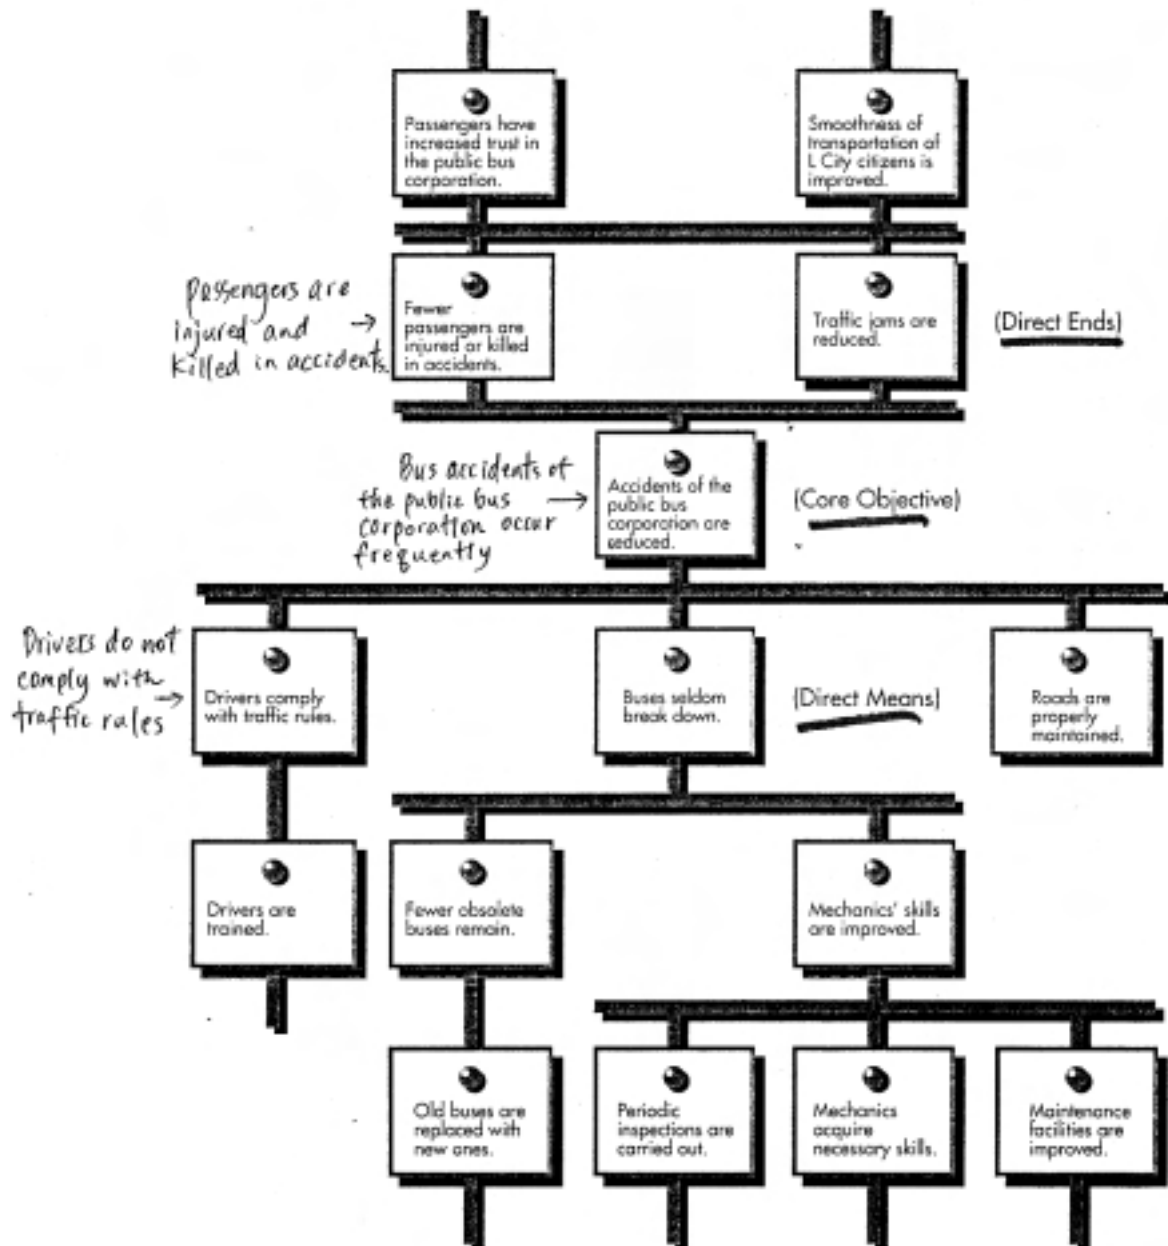 Passengers have
increased trust in
the public bus
corporation.
Smoothness of
transportation of
L City citizens is
improved.
Passengers are
injured and
killed in accidents.
Fewer
passengers are
injured or killed
in accidents.
Traffic jams are
reduced.
(Direct Ends)
Bus accidents of
the public bus
corporation occur
frequently
Accidents of the
public bus
corporation are
reduced.
(Core Objective)
Drivers do not
comply with
traffic rules
Drivers comply
with traffic rules.
Buses seldom
break down.
(Direct Means)
Roads are
properly
maintained.
Drivers are
trained.
Fewer obsolete
buses remain.
Mechanics' skills
are improved.
Old buses are
replaced with
new ones.
Periodic
inspections are
carried out.
Mechanics
acquire
necessary skills.
Maintenance
facilities are
improved.